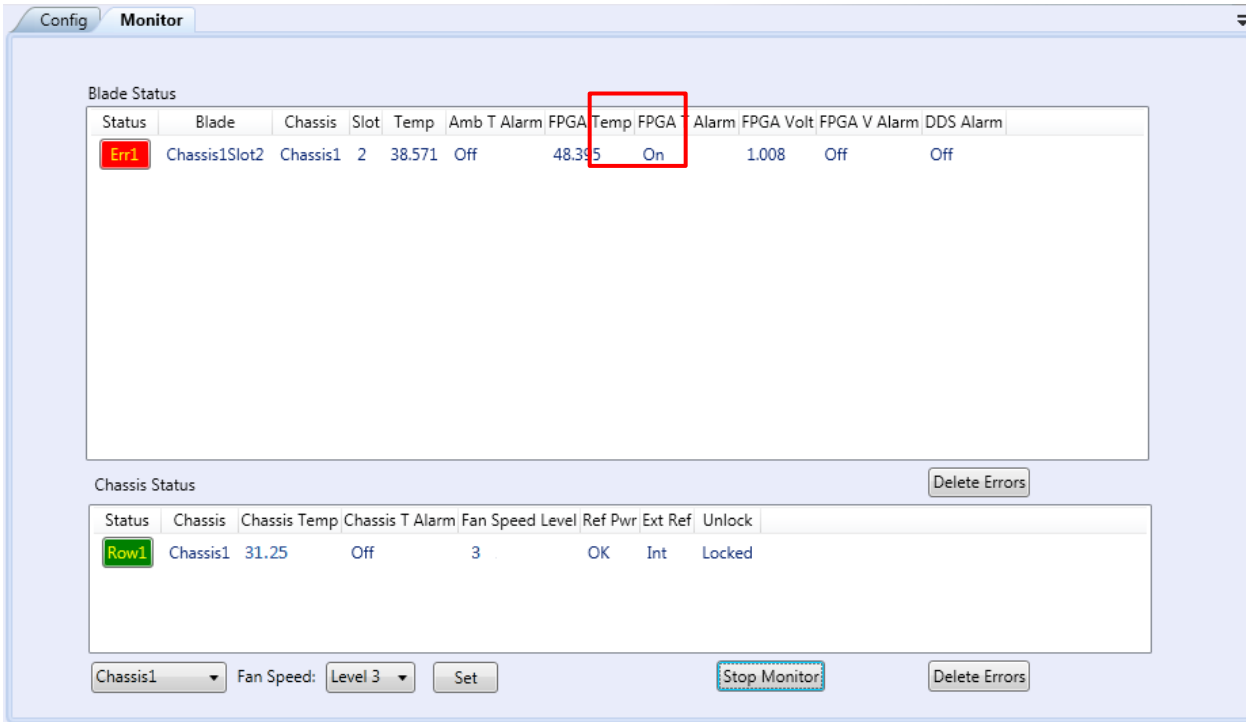 Config Monitor
Blade Status
Status Blade Chassis Slot Temp Amb T Alarm FPGA Temp FPGA T Alarm FPGA Volt FPGA V Alarm DDS Alarm
Err1 Chassis1Slot2 Chassis1 2 38.571 Off 48.395 On 1.008 Off Off
Delete Errors
Chassis Status
Status Chassis Chassis Temp Chassis T Alarm Fan Speed Level Ref Pwr Ext Ref Unlock
Row1 Chassis1 31.25 Off 3 OK Int Locked
Chassis1 Fan Speed: Level 3 Set Stop Monitor Delete Errors